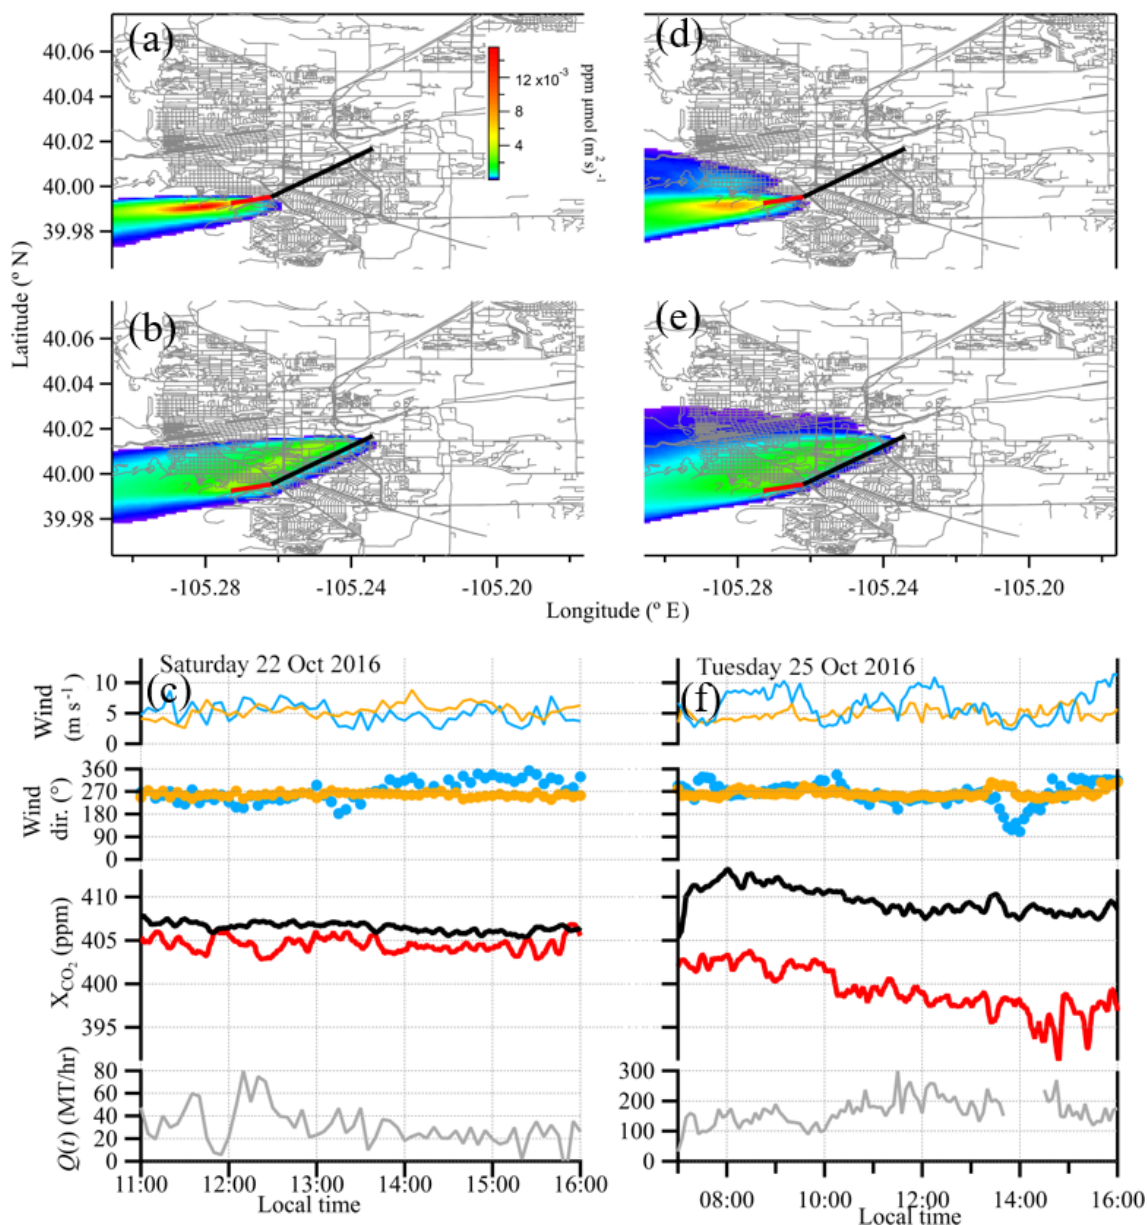 (a)
(d)
40.06
40.04
40.02
40.00
39.98
12 x10⁻³
8
4
ppm μmol (m² s)⁻¹
Latitude (º N)
(b)
(e)
40.06
40.04
40.02
40.00
39.98
-105.28
-105.24
-105.20
-105.28
-105.24
-105.20
Longitude (º E)
Saturday 22 Oct 2016
(c)
Tuesday 25 Oct 2016
(f)
Wind
(m s⁻¹)
10
5
0
Wind
dir. (°)
360
270
180
90
0
X_CO₂ (ppm)
410
405
400
395
Q(t) (MT/hr)
80
60
40
20
0
300
200
100
0
11:00
12:00
13:00
14:00
15:00
16:00
Local time
08:00
10:00
12:00
14:00
16:00
Local time